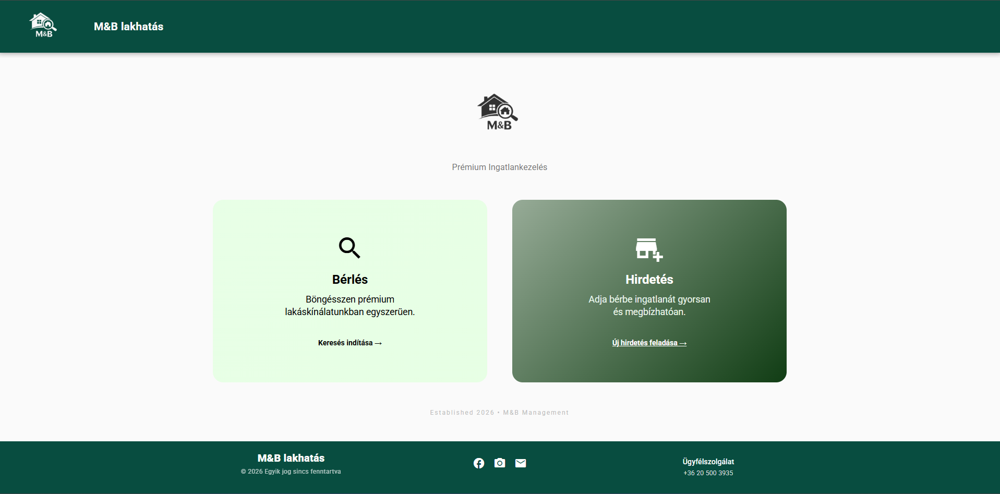 M&B
M&B lakhatás
M&B
Prémium Ingatlankezelés
Bérlés
Böngésszen prémium
lakáskínálatunkban egyszerűen.
Keresés indítása →
Hirdetés
Adja bérbe ingatlanát gyorsan
és megbízhatóan.
Új hirdetés feladása →
Established 2026 • M&B Management
M&B lakhatás
© 2026 Egyik jog sincs fenntartva
Ügyfélszolgálat
+36 20 500 3935